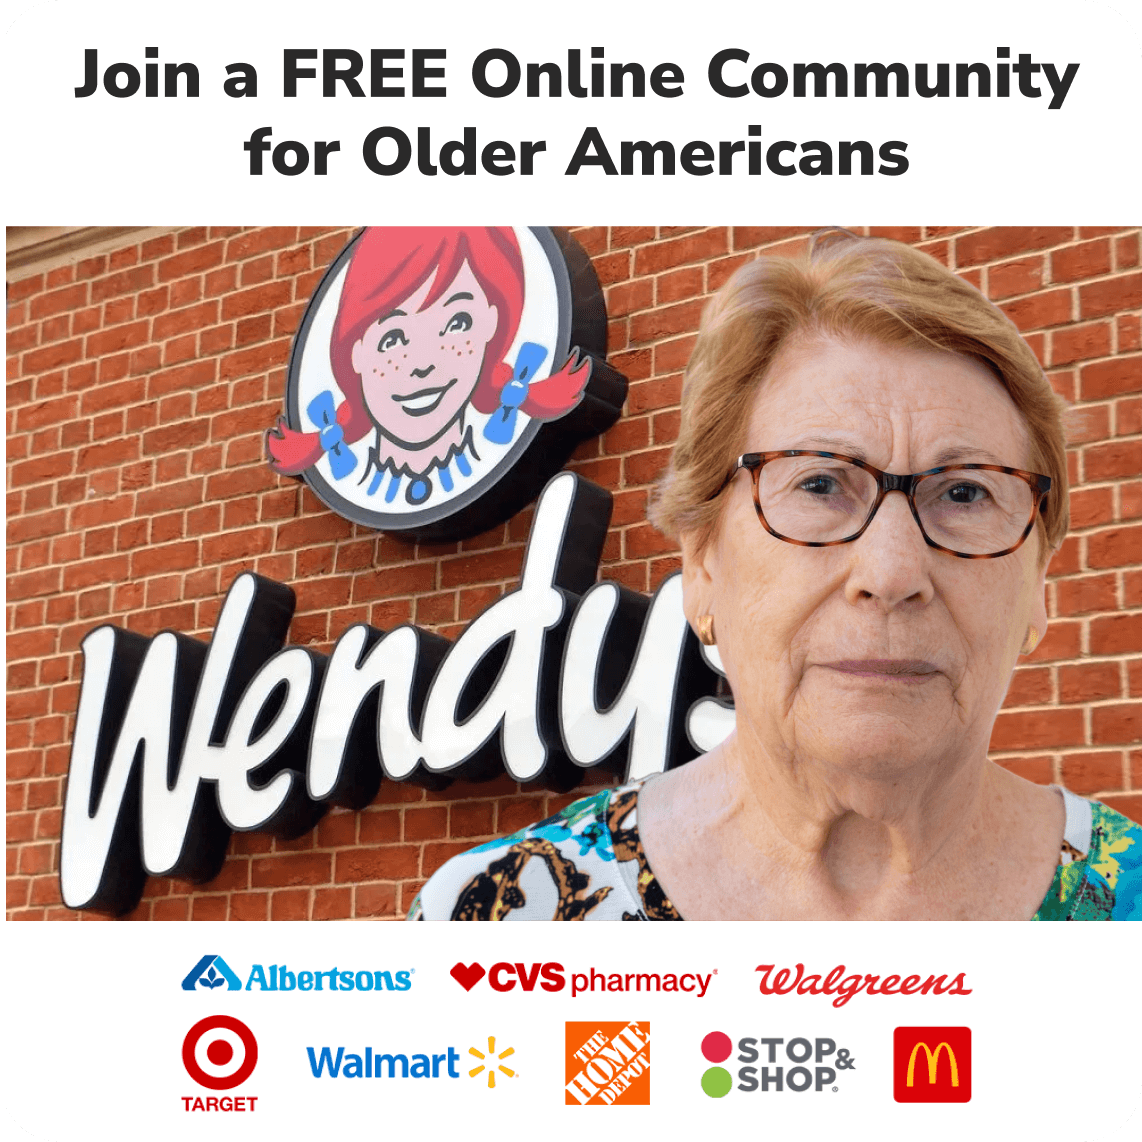 Join a FREE Online Community
for Older Americans
Wendy's
Albertsons®
CVS pharmacy®
Walgreens
TARGET
Walmart
THE
HOME
DEPOT
STOP&
SHOP®
M